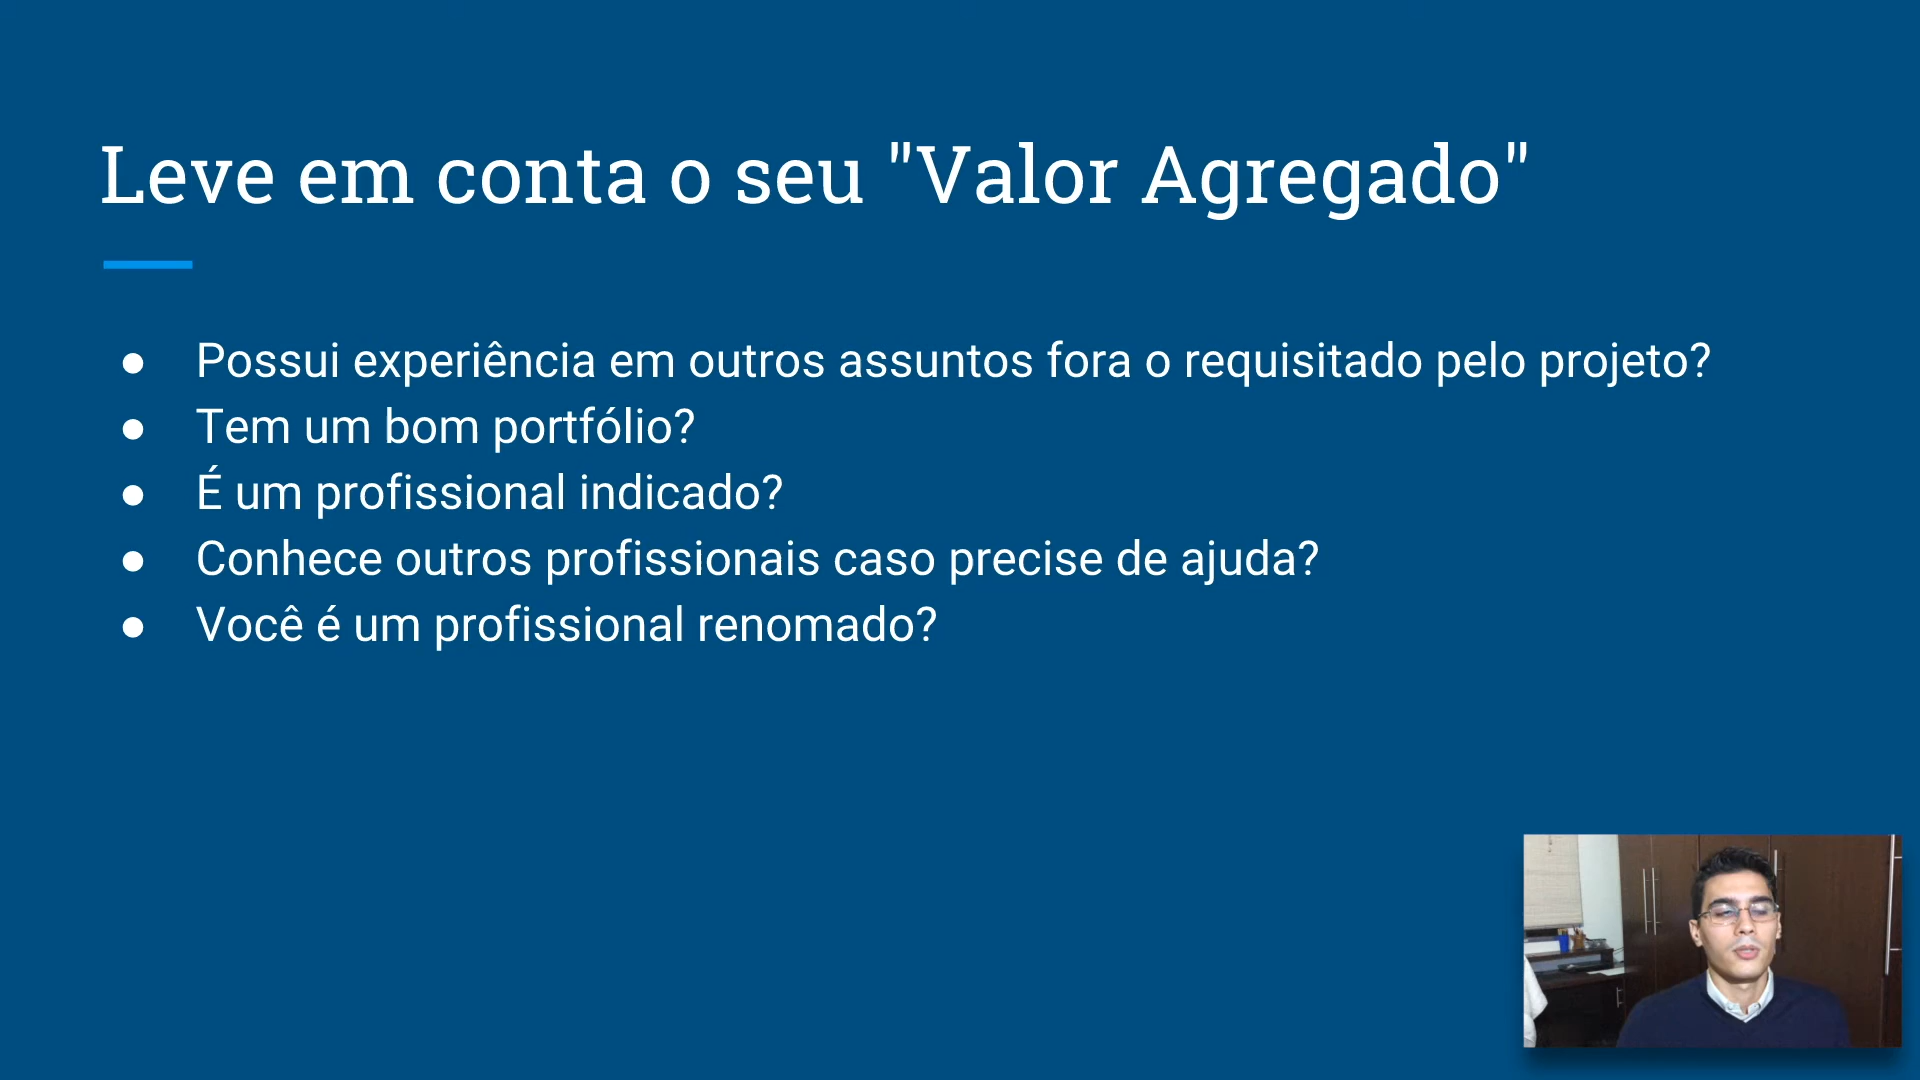 Leve em conta o seu "Valor Agregado"
● Possui experiência em outros assuntos fora o requisitado pelo projeto?
● Tem um bom portfólio?
● É um profissional indicado?
● Conhece outros profissionais caso precise de ajuda?
● Você é um profissional renomado?